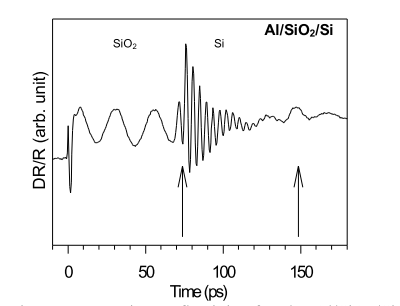 Al/SiO₂/Si
SiO₂
Si
DR/R (arb. unit)
0
50
100
150
Time (ps)